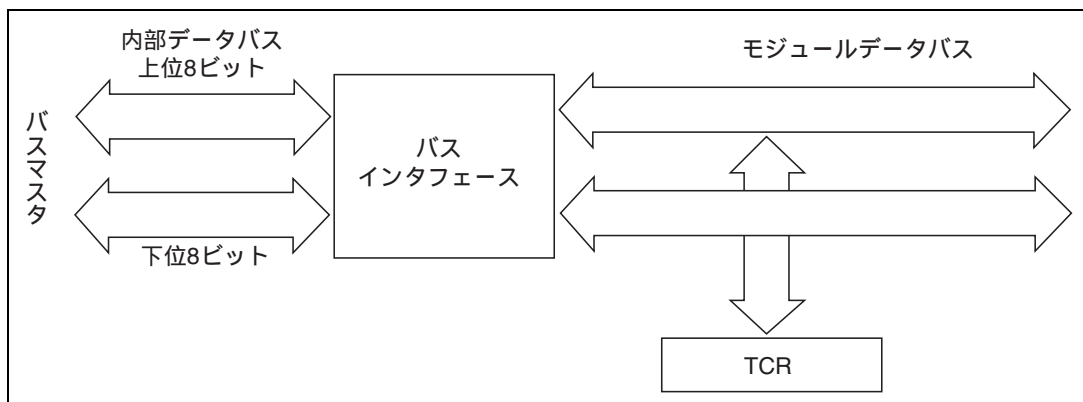 内部データバス
上位8ビット
モジュールデータバス
バスマスタ
バス
インタフェース
下位8ビット
TCR